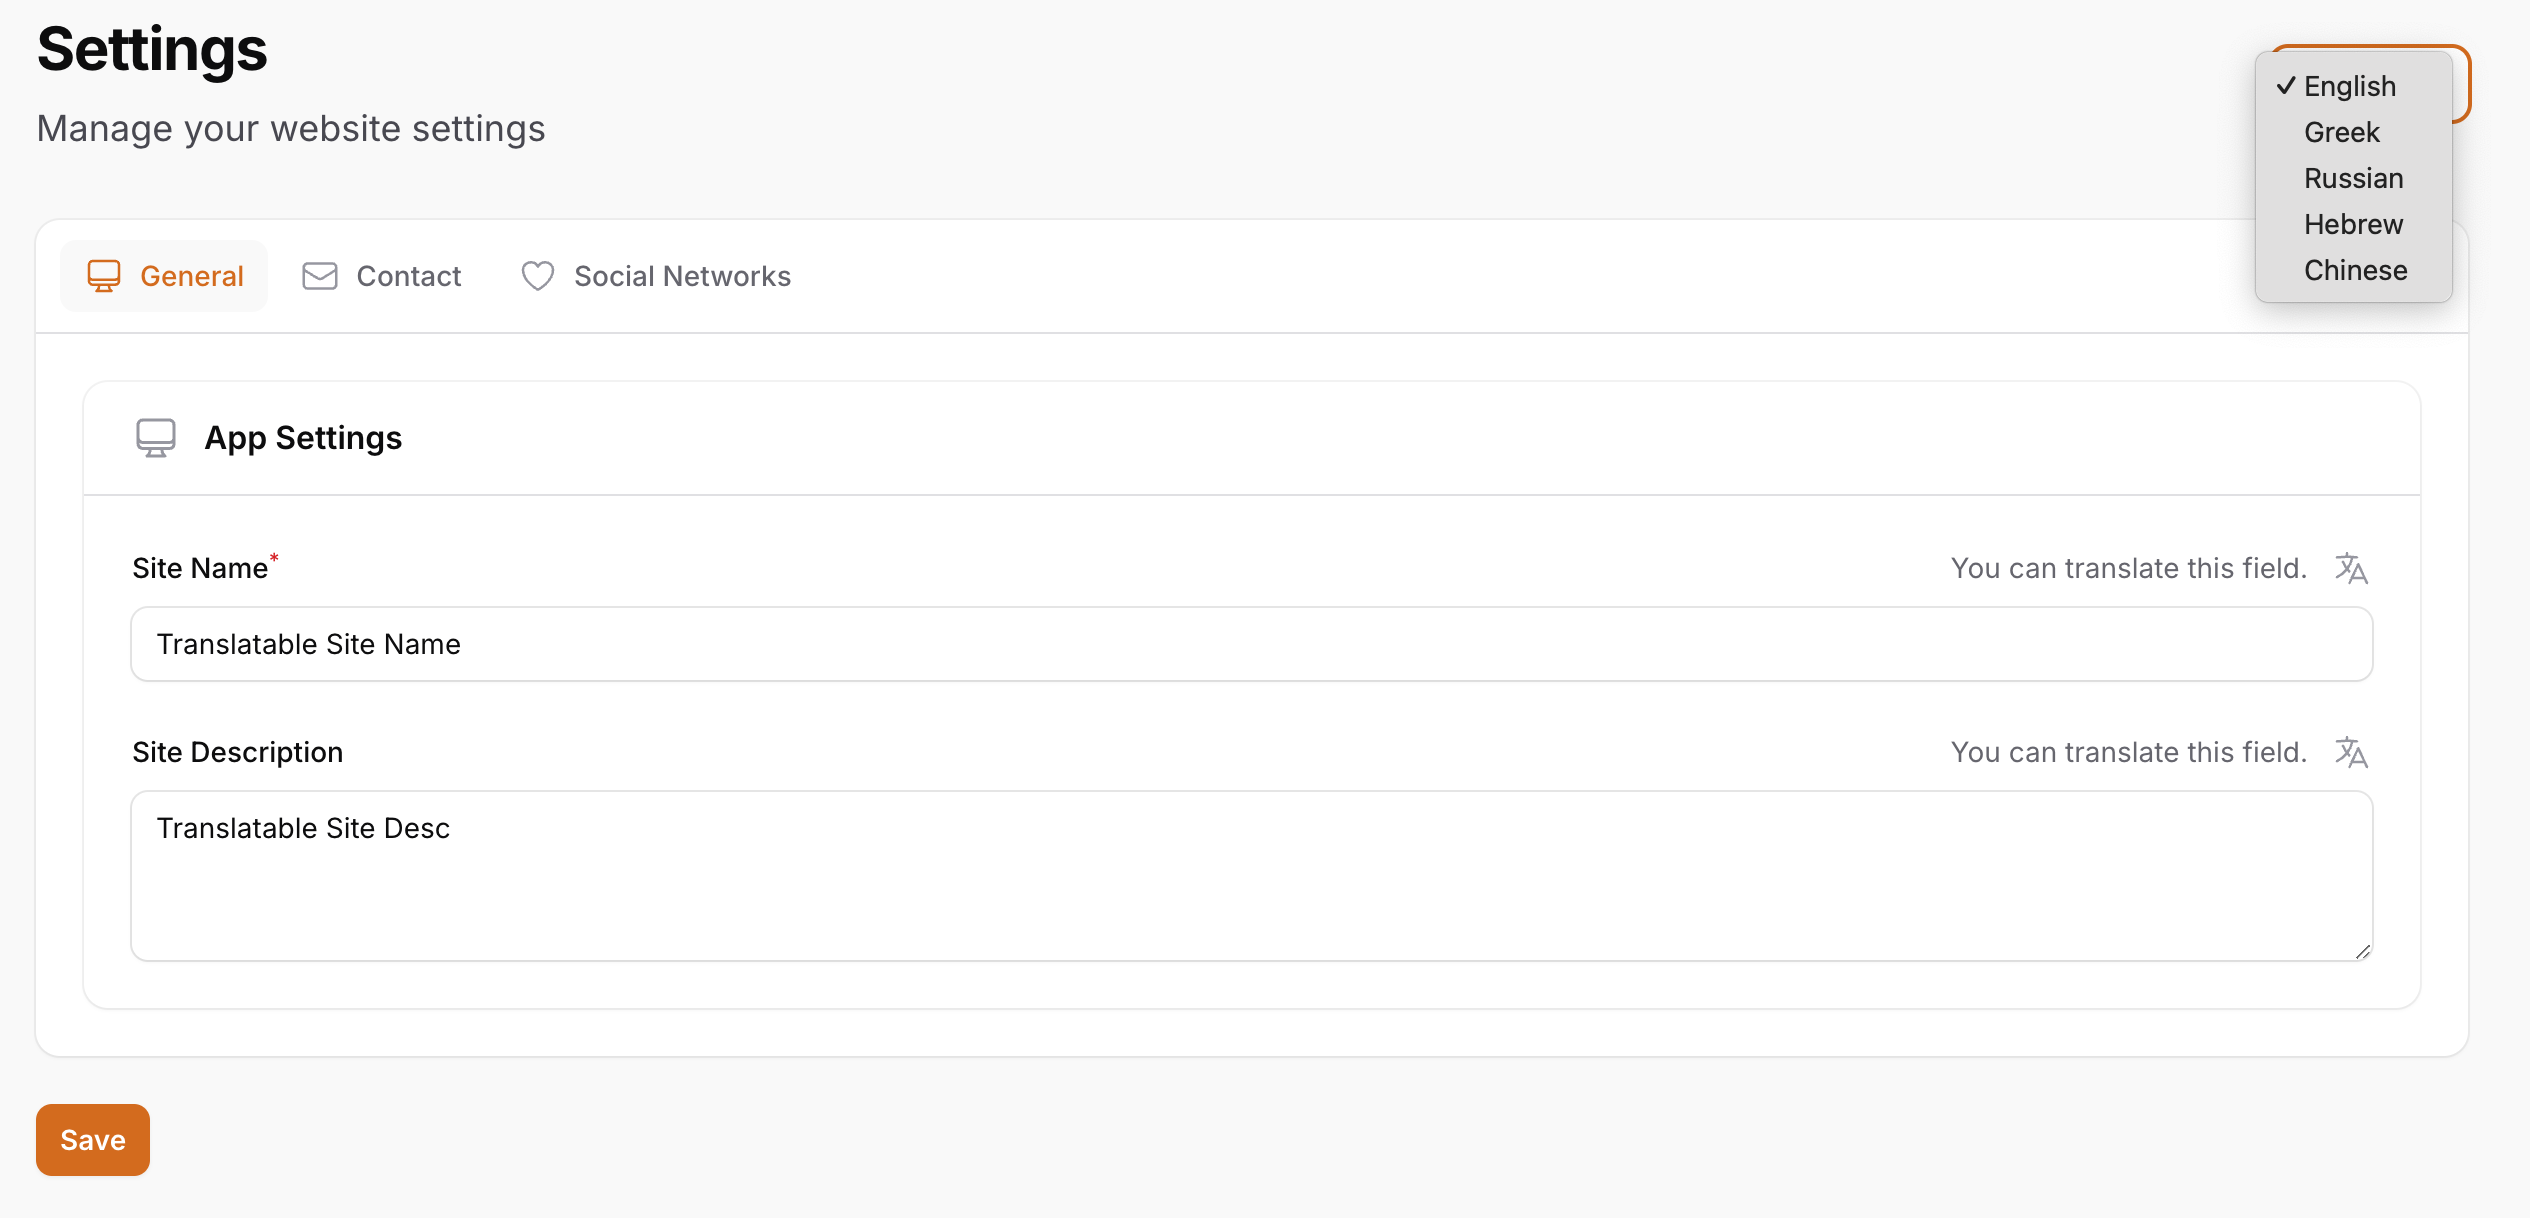 Settings
Manage your website settings
✓ English
Greek
Russian
Hebrew
Chinese
General
Contact
Social Networks
App Settings
Site Name*
You can translate this field.
Translatable Site Name
Site Description
You can translate this field.
Translatable Site Desc
Save